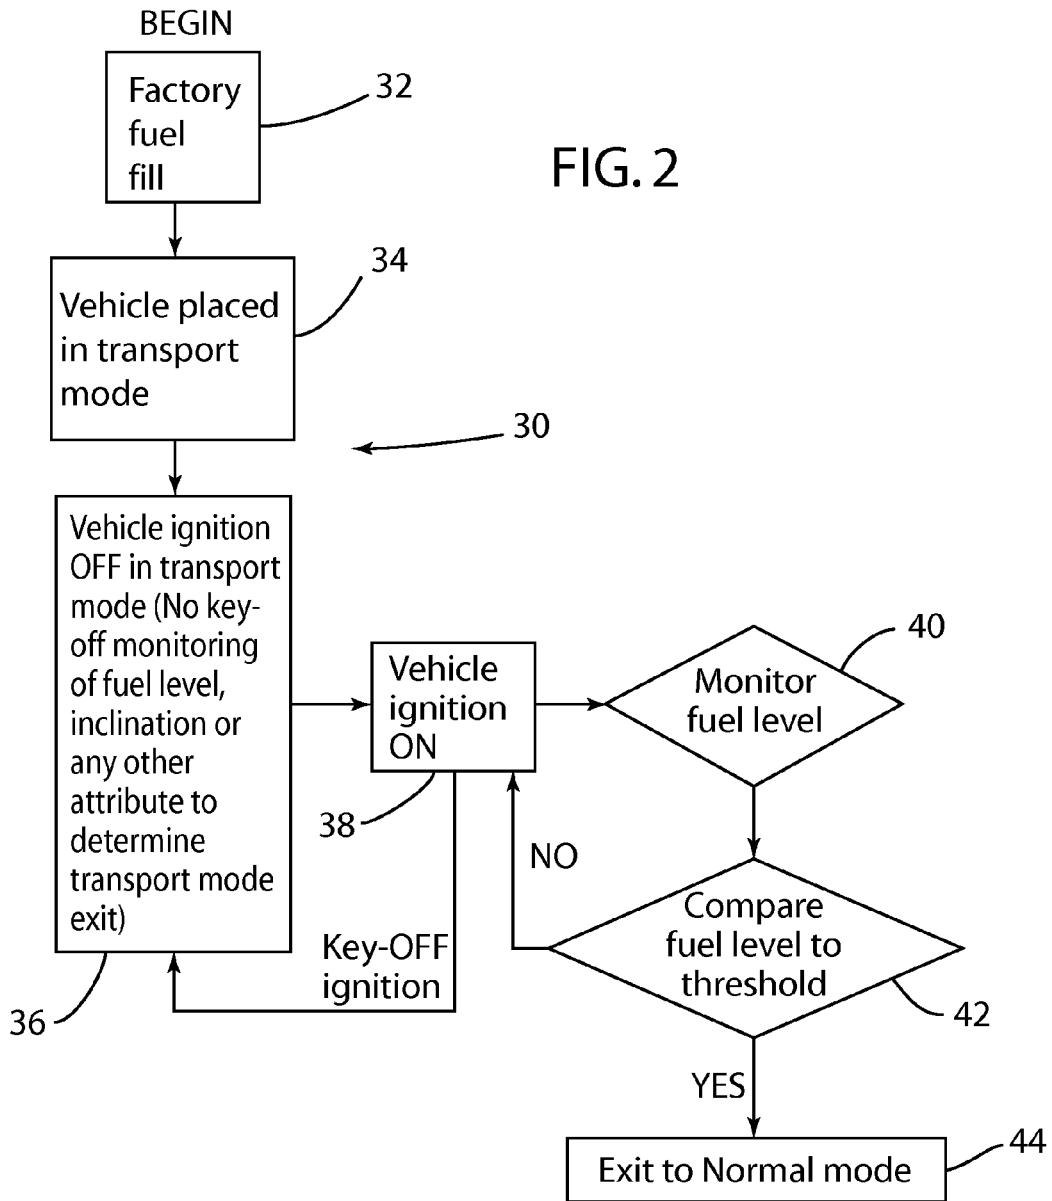 BEGIN
Factory
fuel
fill
32
FIG. 2
Vehicle placed
in transport
mode
34
30
Vehicle ignition
OFF in transport
mode (No key-
off monitoring
of fuel level,
inclination or
any other
attribute to
determine
transport mode
exit)
36
Vehicle
ignition
ON
38
Key-OFF
ignition
Monitor
fuel level
40
NO
Compare
fuel level to
threshold
42
YES
Exit to Normal mode
44